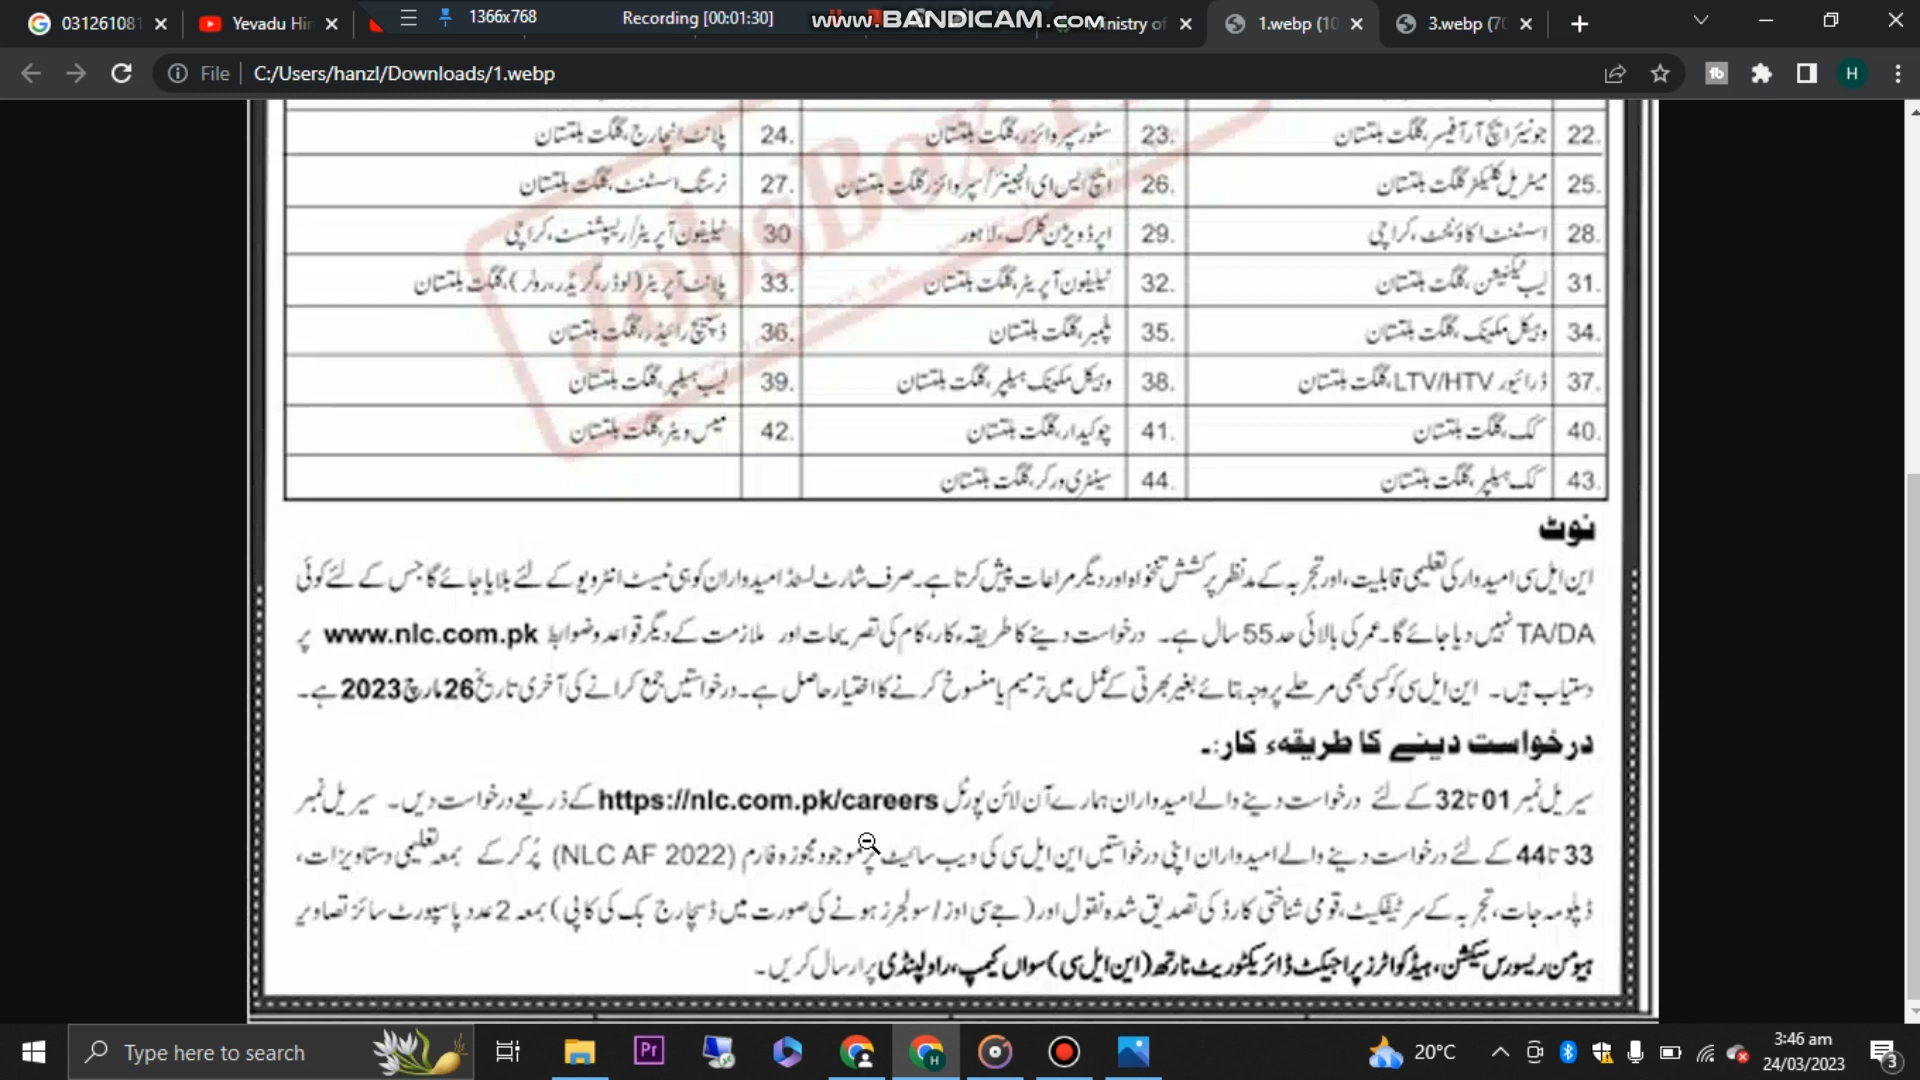 031261081
Yevadu Hin
1366x768
Recording [00:01:30]
www.BANDICAM.com
inistry of
1.webp (10
3.webp (70
File
C:/Users/hanzl/Downloads/1.webp
H
22. جونیئر ایچ آر آفیسر، گلگت بلتستان 23. سٹور سپروائزر، گلگت بلتستان 24. پلانٹ انچارج، گلگت بلتستان
25. میٹریل کلیکٹر گلگت بلتستان 26. ایچ ایس ای انجینئر/سپروائزر گلگت بلتستان 27. نرسنگ اسسٹنٹ، گلگت بلتستان
28. اسسٹنٹ اکاؤنٹنٹ، کراچی 29. اپر ڈویژن کلرک، لاہور 30 ٹیلیفون آپریٹر/ریسپشنسٹ، کراچی
31. لیب ٹیکنیشن، گلگت بلتستان 32. ٹیلیفون آپریٹر، گلگت بلتستان 33. پلانٹ آپریٹر (لوڈر، گریڈر، رولر)، گلگت بلتستان
34. وہیکل مکینک، گلگت بلتستان 35. پلمبر، گلگت بلتستان 36. ڈسپیچ رائیڈر، گلگت بلتستان
37. ڈرائیور LTV/HTV، گلگت بلتستان 38. وہیکل مکینک ہیلپر، گلگت بلتستان 39. لیب ہیلپر، گلگت بلتستان
40. کک، گلگت بلتستان 41. چوکیدار، گلگت بلتستان 42. میس ویٹر، گلگت بلتستان
43. کک ہیلپر، گلگت بلتستان 44. سینٹری ورکر، گلگت بلتستان
JobsBox
نوٹ
این ایل سی امیدوار کی تعلیمی قابلیت، اور تجربہ کے مدنظر پرکشش تنخواہ اور دیگر مراعات پیش کرتا ہے۔ صرف شارٹ لسٹڈ امیدواران کو ہی ٹیسٹ انٹرویو کے لئے بلایا جائے گا جس کے لئے کوئی
TA/DA نہیں دیا جائے گا۔ عمر کی بالائی حد 55 سال ہے۔ درخواست دینے کا طریقہ، کار، کام کی تصریحات اور ملازمت کے دیگر قواعد و ضوابط www.nlc.com.pk پر
دستیاب ہیں۔ این ایل سی کو کسی بھی مرحلے پر وجہ بتائے بغیر بھرتی کے عمل میں ترمیم یا منسوخ کرنے کا اختیار حاصل ہے۔ درخواستیں جمع کرانے کی آخری تاریخ 26 مارچ 2023 ہے۔
درخواست دینے کا طریقہء کار:۔
سیریل نمبر 01 تا 32 کے لئے درخواست دینے والے امیدواران ہمارے آن لائن پورٹل https://nlc.com.pk/careers کے ذریعے درخواست دیں۔ سیریل نمبر
33 تا 44 کے لئے درخواست دینے والے امیدواران اپنی درخواستیں این ایل سی کی ویب سائیٹ پر موجود مجوزہ فارم (NLC AF 2022) پُر کر کے بمعہ تعلیمی دستاویزات،
ڈپلومہ جات، تجربہ کے سرٹیفکیٹ، قومی شناختی کارڈ کی تصدیق شدہ نقول اور (جے سی اوز/سولجرز ہونے کی صورت میں ڈسچارج بک کی کاپی) بمعہ 2 عدد پاسپورٹ سائز تصاویر
ہیومن ریسورس سیکشن، ہیڈ کوارٹرز پراجیکٹ ڈائریکٹوریٹ نارتھ (این ایل سی) سواں کیمپ، راولپنڈی پر ارسال کریں۔
Type here to search
Pr
H
20°C
3:46 am
24/03/2023
3